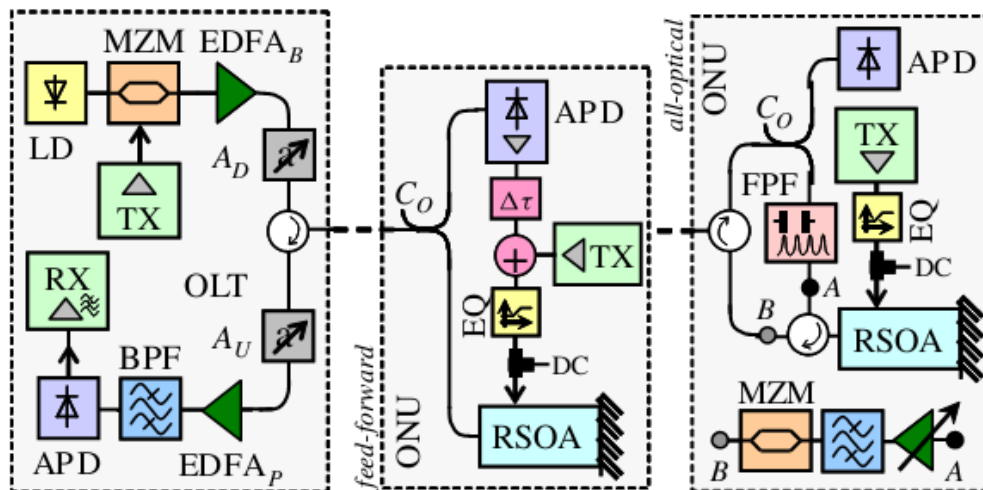 MZM EDFA_B
LD
A_D
TX
RX
OLT
A_U
BPF
APD
EDFA_P
APD
C_O
Δτ
+
TX
EQ
DC
RSOA
feed-forward
ONU
all-optical
ONU
APD
C_O
TX
FPF
EQ
DC
A
B
RSOA
MZM
B
A
a
a